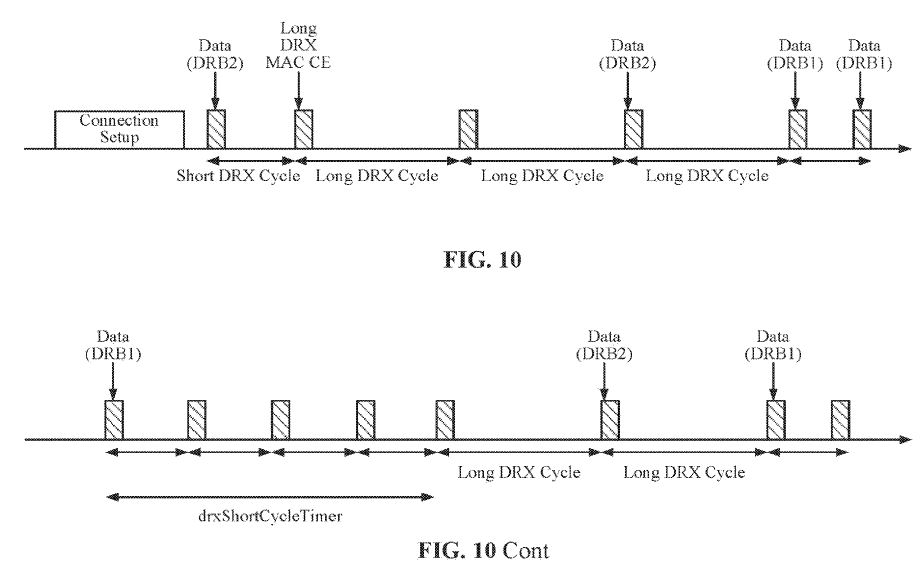 Data
(DRB2)
Long
DRX
MAC CE
Data
(DRB2)
Data
(DRB1)
Data
(DRB1)
Connection
Setup
Short DRX Cycle
Long DRX Cycle
Long DRX Cycle
Long DRX Cycle
FIG. 10
Data
(DRB1)
Data
(DRB2)
Data
(DRB1)
Long DRX Cycle
Long DRX Cycle
drxShortCycleTimer
FIG. 10 Cont